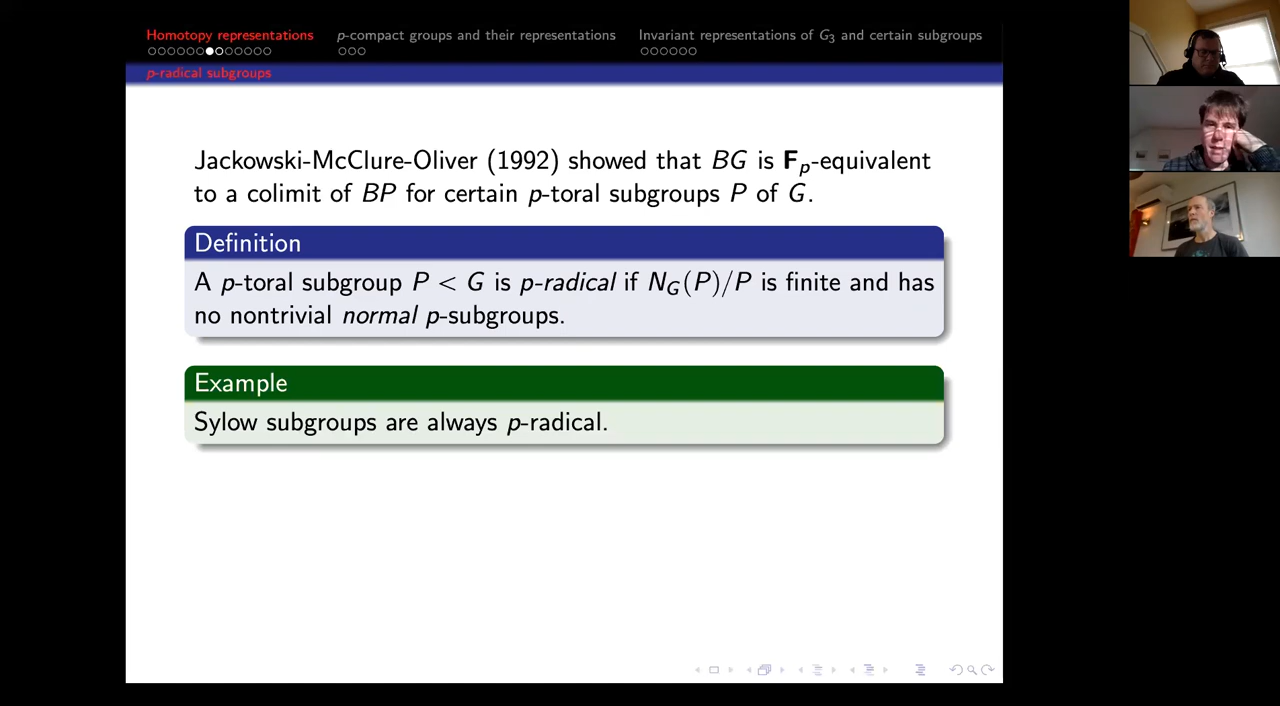 Homotopy representations p-compact groups and their representations Invariant representations of G₃ and certain subgroups
p-radical subgroups
Jackowski-McClure-Oliver (1992) showed that BG is Fₚ-equivalent
to a colimit of BP for certain p-toral subgroups P of G.
Definition
A p-toral subgroup P < G is p-radical if N_G(P)/P is finite and has
no nontrivial normal p-subgroups.
Example
Sylow subgroups are always p-radical.